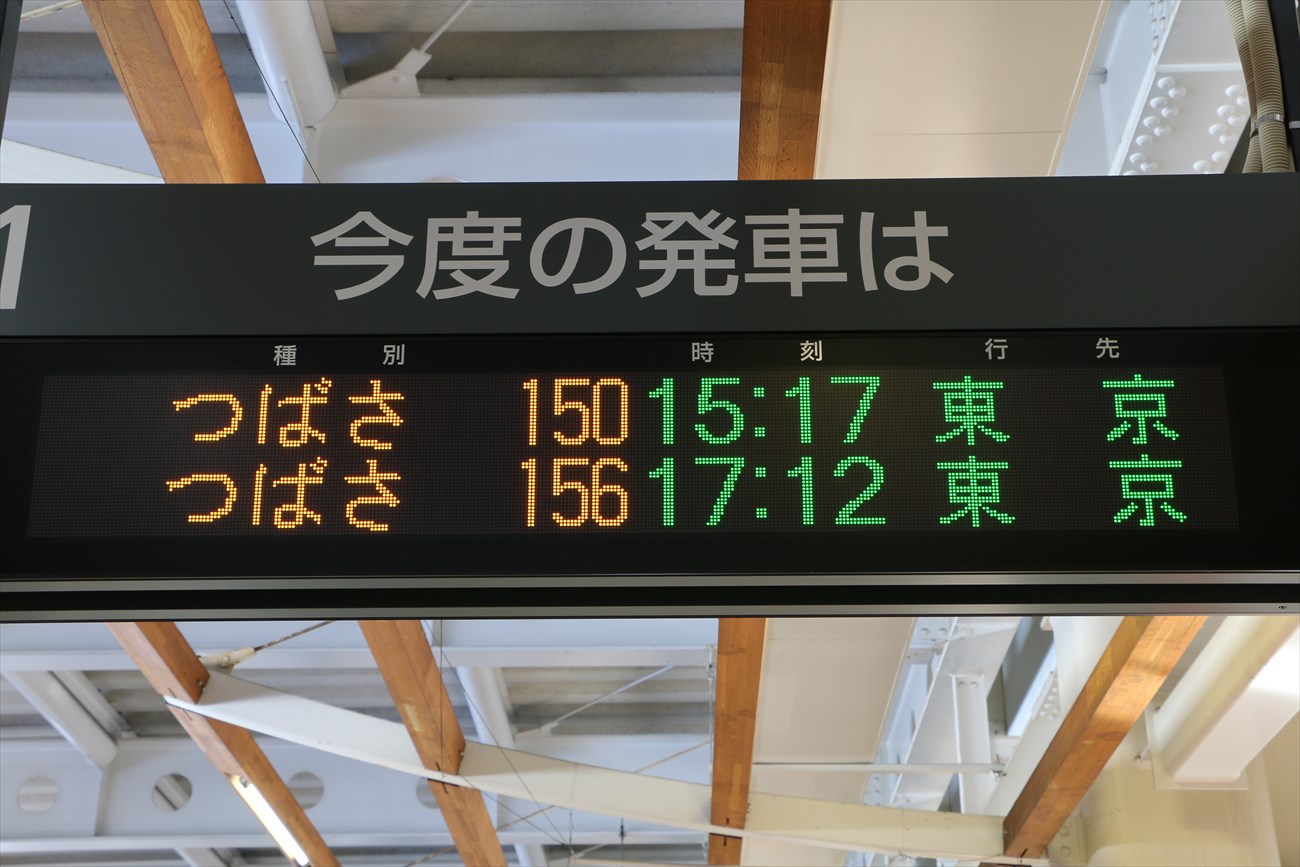 1 今度の発車は
種別 時刻 行先
つばさ 150 15:17 東京
つばさ 156 17:12 東京